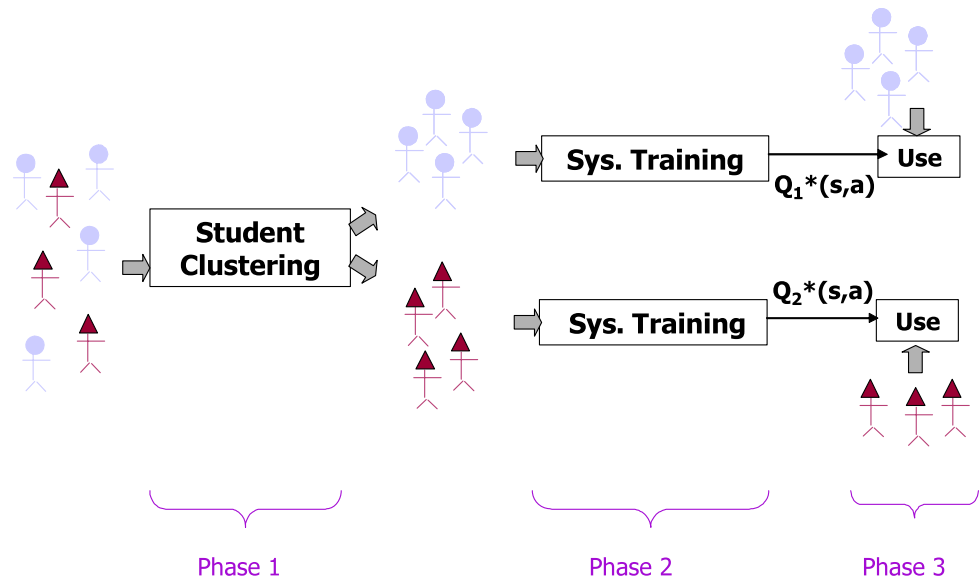 Student
Clustering
Sys. Training
Q₁*(s,a)
Use
Sys. Training
Q₂*(s,a)
Use
Phase 1
Phase 2
Phase 3